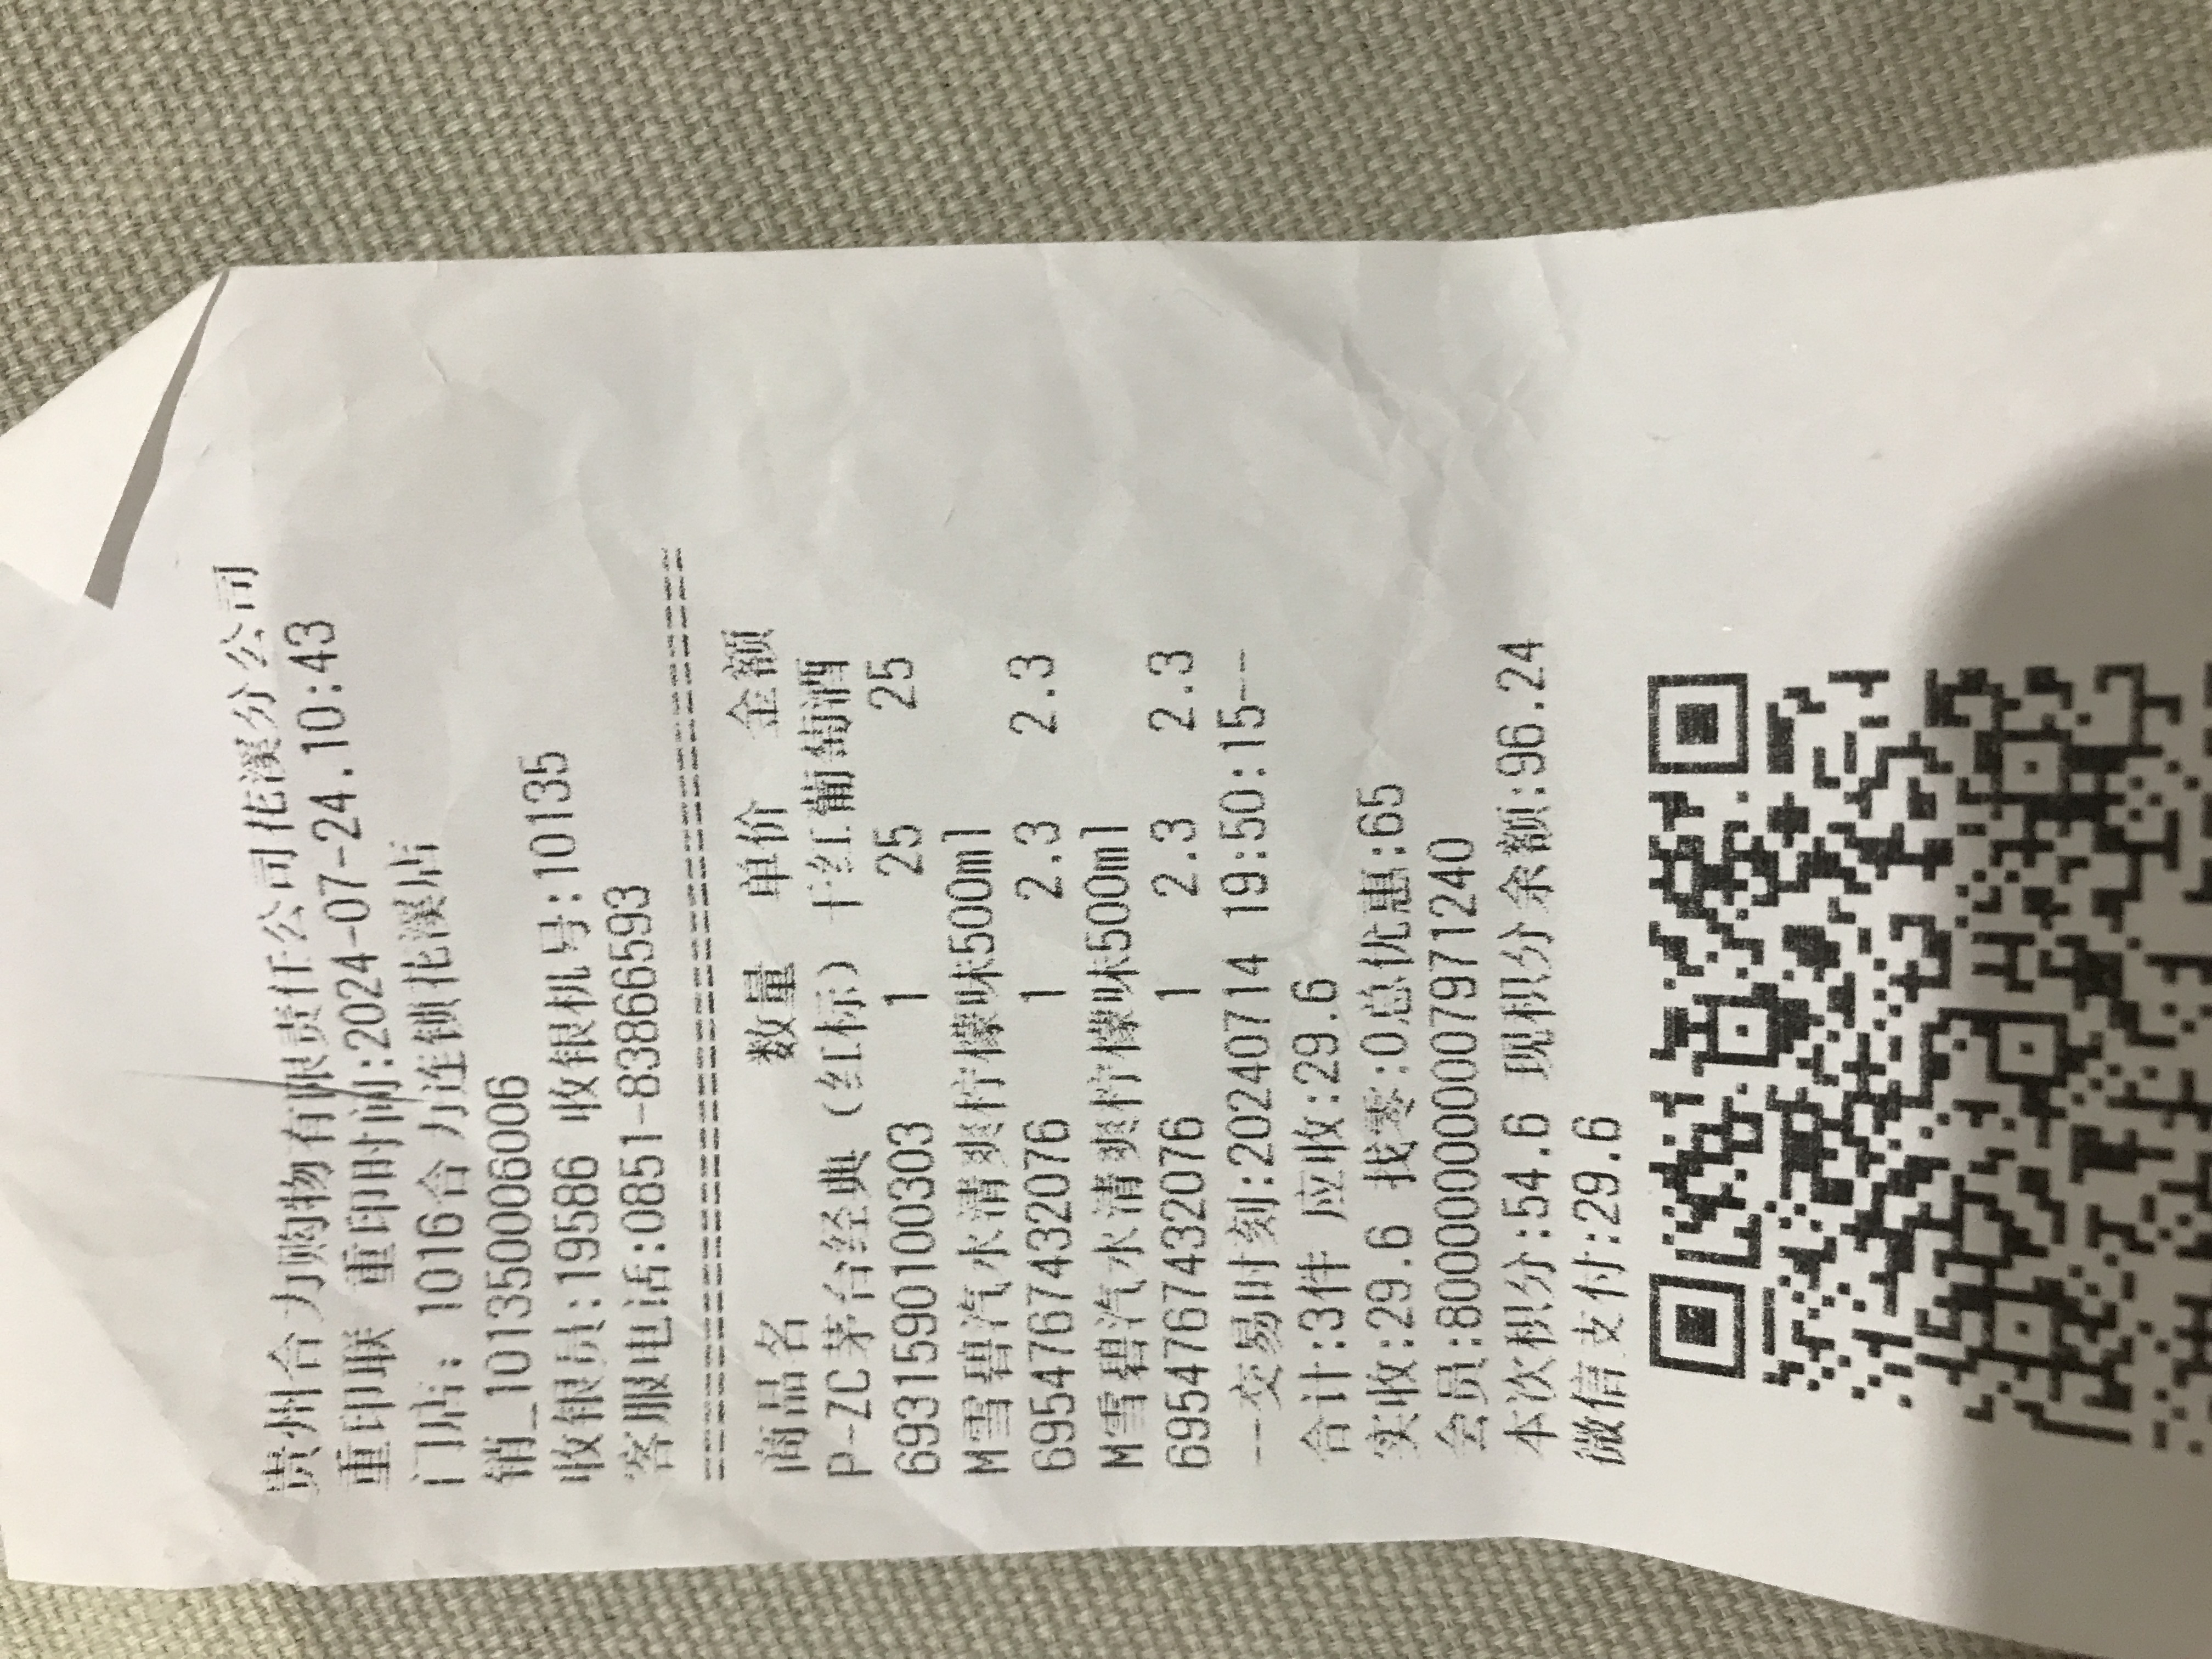 贵州合力购物有限责任公司花溪分公司
重印联 重印时间:2024-07-24.10:43
门店: 1016合力连锁花溪店
销_101350006006
收银员:19586 收银机号:10135
客服电话:0851-83866593
========================================
商品名 数量 单价 金额
P-ZC茅台经典(红标)干红葡萄酒
6931590100303 1 25 25
M雪碧汽水清爽柠檬味500ml
6954767432076 1 2.3 2.3
M雪碧汽水清爽柠檬味500ml
6954767432076 1 2.3 2.3
--交易时刻:20240714 19:50:15--
合计:3件 应收:29.6
实收:29.6 找零:0总优惠:65
会员:8000000007971240
本次积分:54.6 现积分余额:96.24
微信支付:29.6